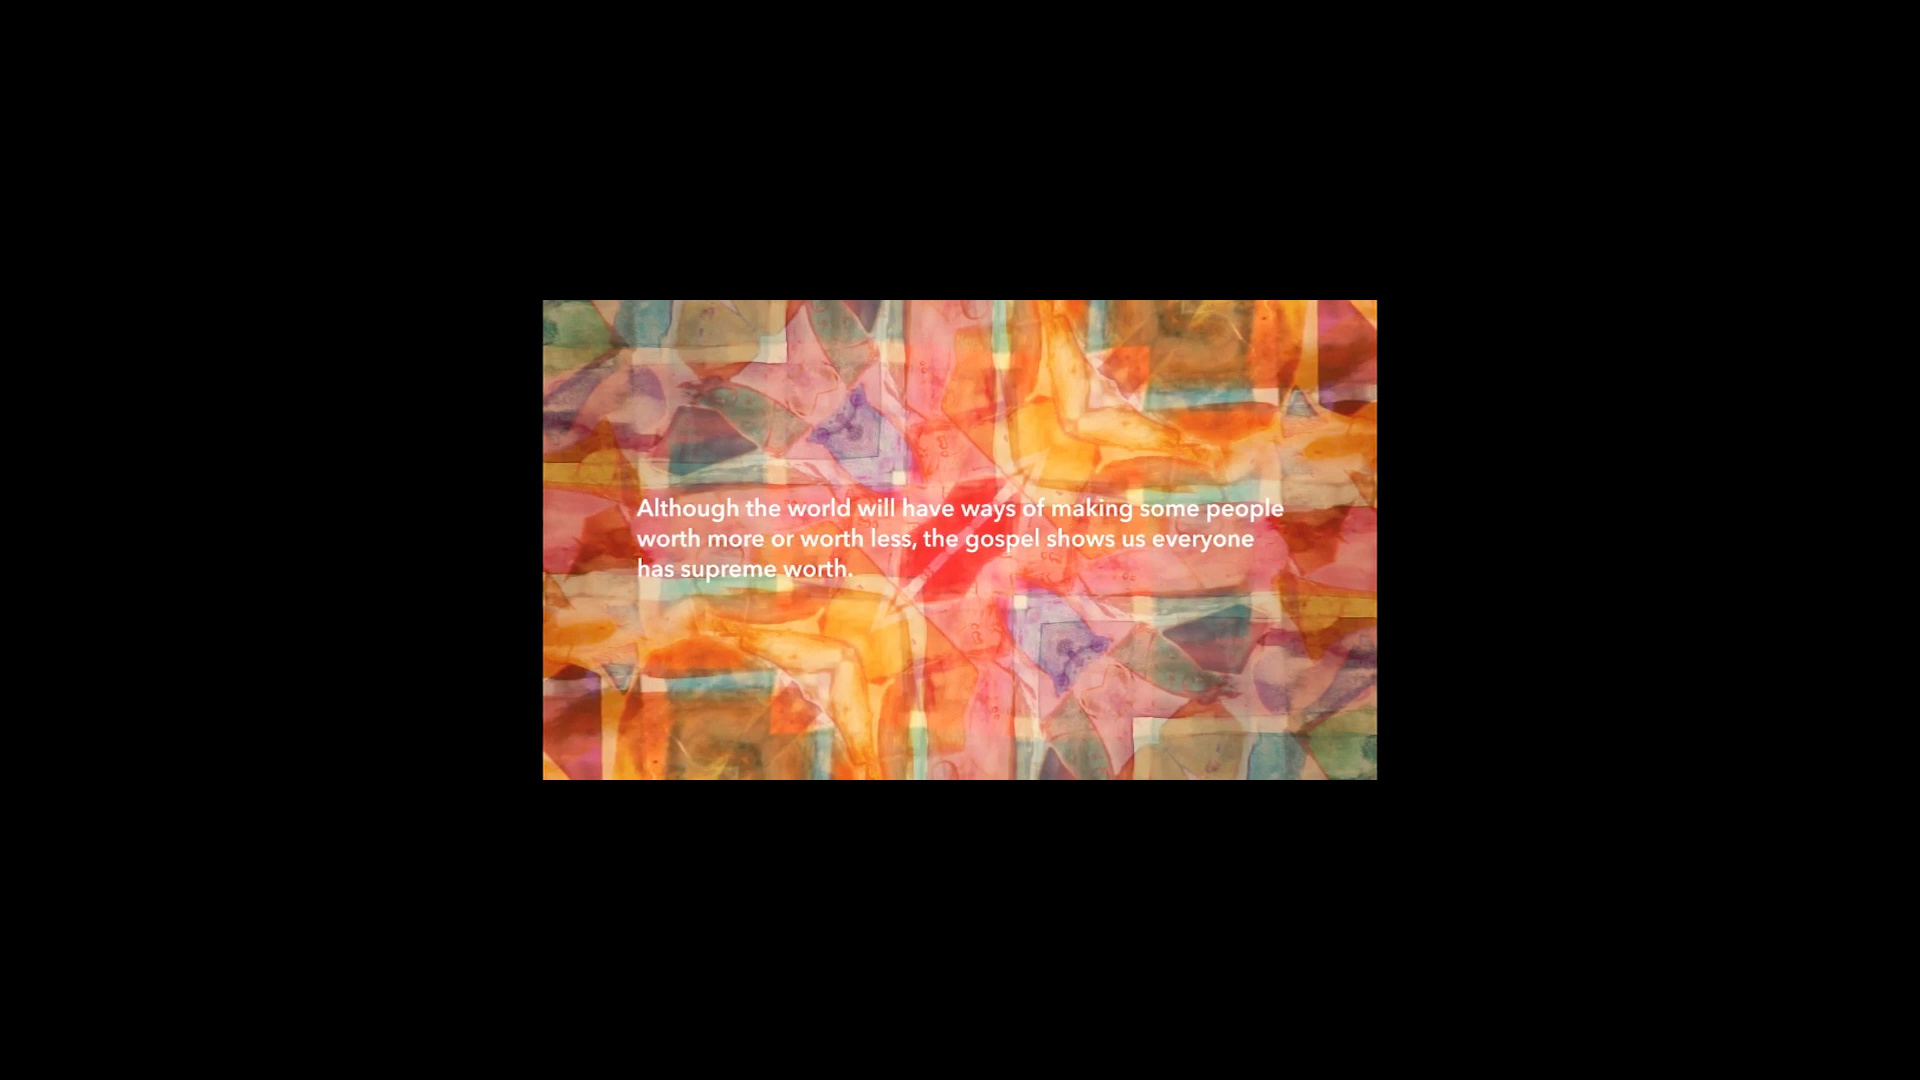 Although the world will have ways of making some people
worth more or worth less, the gospel shows us everyone
has supreme worth.